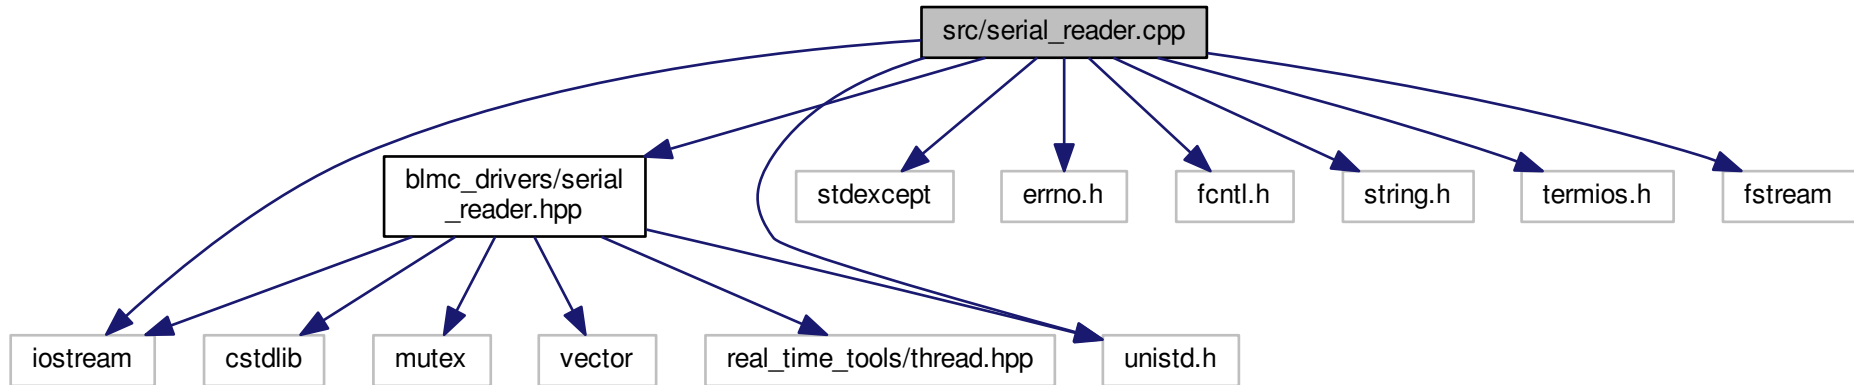 src/serial_reader.cpp
blmc_drivers/serial
_reader.hpp
stdexcept
errno.h
fcntl.h
string.h
termios.h
fstream
iostream
cstdlib
mutex
vector
real_time_tools/thread.hpp
unistd.h